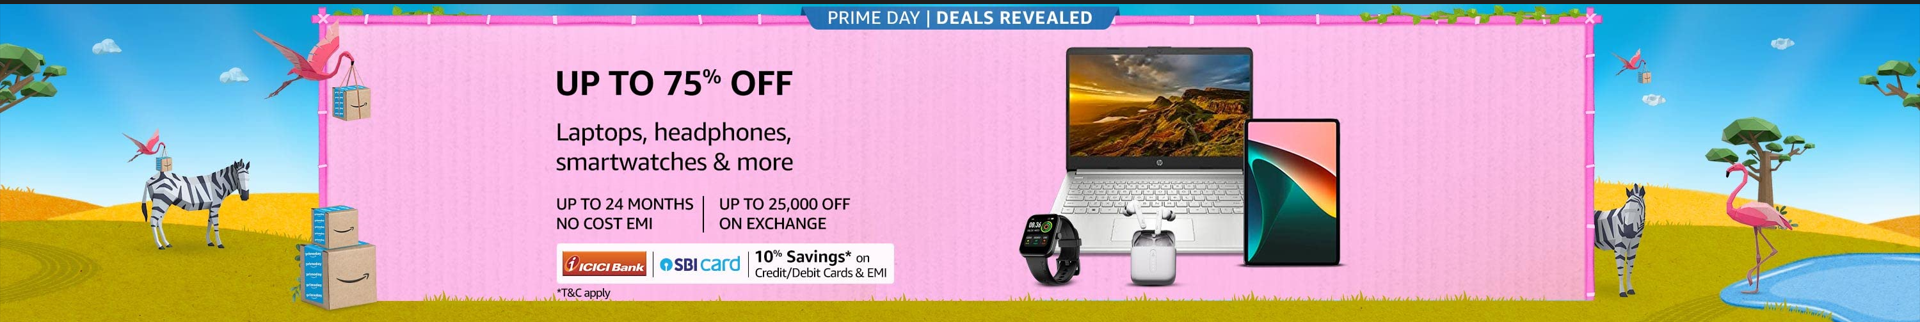 PRIME DAY | DEALS REVEALED
UP TO 75% OFF
Laptops, headphones,
smartwatches & more
UP TO 24 MONTHS
NO COST EMI
UP TO 25,000 OFF
ON EXCHANGE
ICICI Bank
SBI card
10% Savings* on
Credit/Debit Cards & EMI
*T&C apply